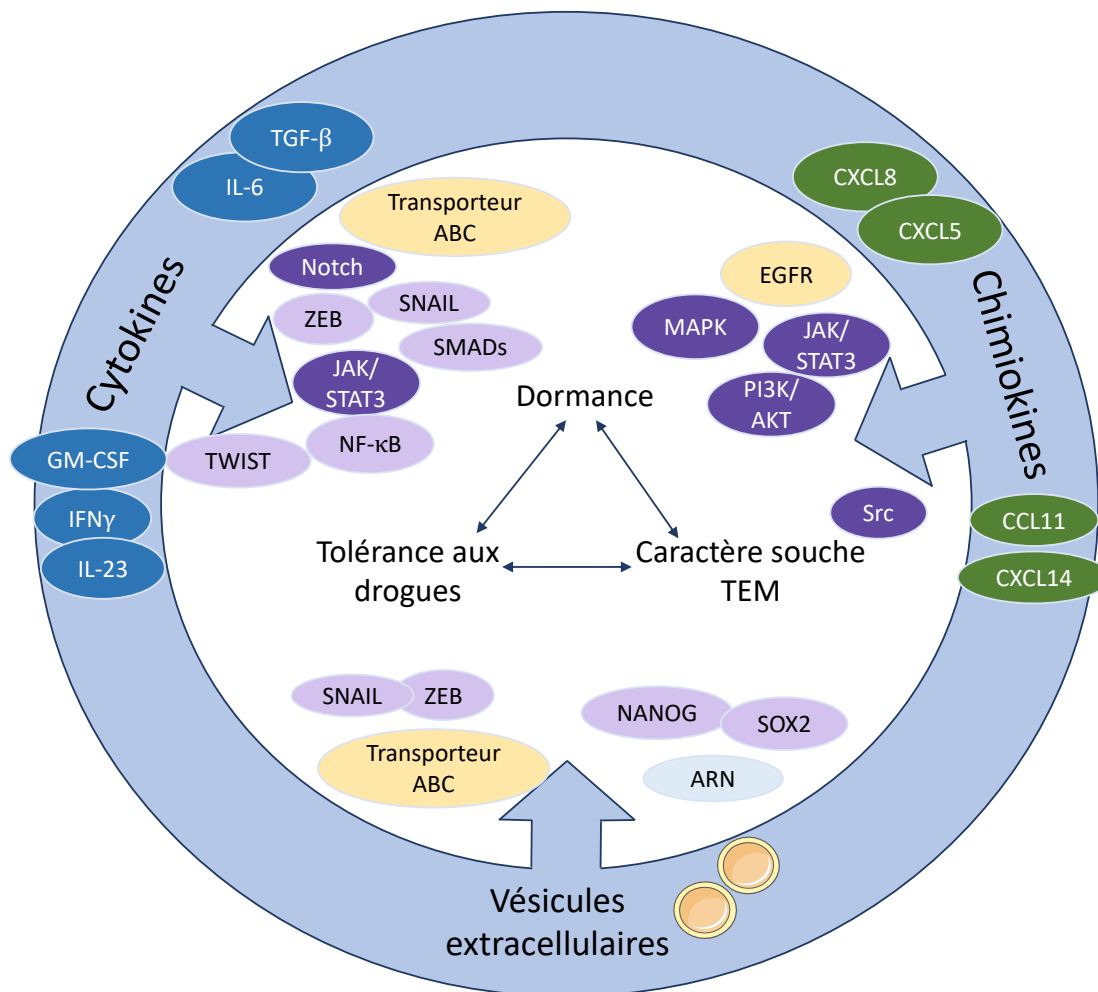 TGF-β
IL-6
Cytokines
GM-CSF
IFNγ
IL-23
Transporteur
ABC
Notch
ZEB
SNAIL
SMADs
JAK/
STAT3
NF-κB
TWIST
CXCL8
CXCL5
Chimiokines
EGFR
MAPK
JAK/
STAT3
PI3K/
AKT
Src
CCL11
CXCL14
Dormance
Tolérance aux
drogues
Caractère souche
TEM
SNAIL
ZEB
Transporteur
ABC
NANOG
SOX2
ARN
Vésicules
extracellulaires